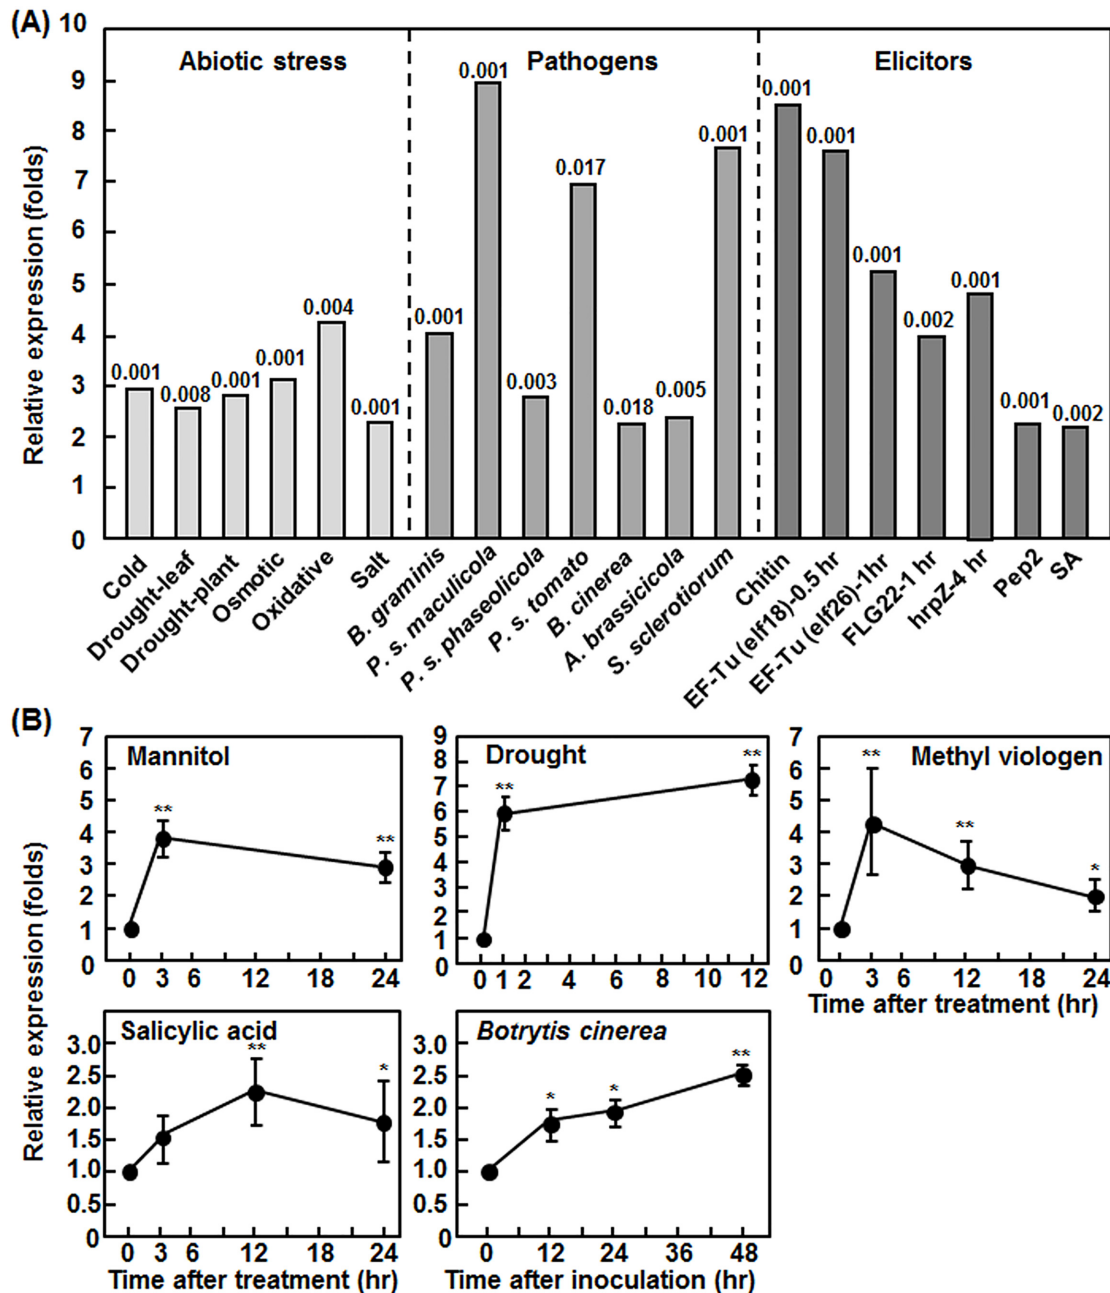 (A)
Relative expression (folds)
10
9
8
7
6
5
4
3
2
1
0
Abiotic stress
Pathogens
Elicitors
0.001
0.008
0.001
0.001
0.004
0.001
0.001
0.001
0.003
0.017
0.018
0.005
0.001
0.001
0.001
0.001
0.002
0.001
0.001
0.002
Cold
Drought-leaf
Drought-plant
Osmotic
Oxidative
Salt
B. graminis
P. s. maculicola
P. s. phaseolicola
P. s. tomato
B. cinerea
A. brassicicola
S. sclerotiorum
Chitin
EF-Tu (elf18)-0.5 hr
EF-Tu (elf26)-1hr
FLG22-1 hr
hrpZ-4 hr
Pep2
SA
(B)
Relative expression (folds)
Mannitol
7
6
5
4
3
2
1
0
**
**
0 3 6 12 18 24
Drought
9
8
7
6
5
4
3
2
1
0
**
**
0 1 2 4 6 8 10 12
Methyl viologen
7
6
5
4
3
2
1
0
**
**
*
0 3 6 12 18 24
Time after treatment (hr)
Salicylic acid
3.0
2.5
2.0
1.5
1.0
0.5
0
**
*
0 3 6 12 18 24
Time after treatment (hr)
Botrytis cinerea
3.0
2.5
2.0
1.5
1.0
0.5
0
*
*
**
0 12 24 36 48
Time after inoculation (hr)